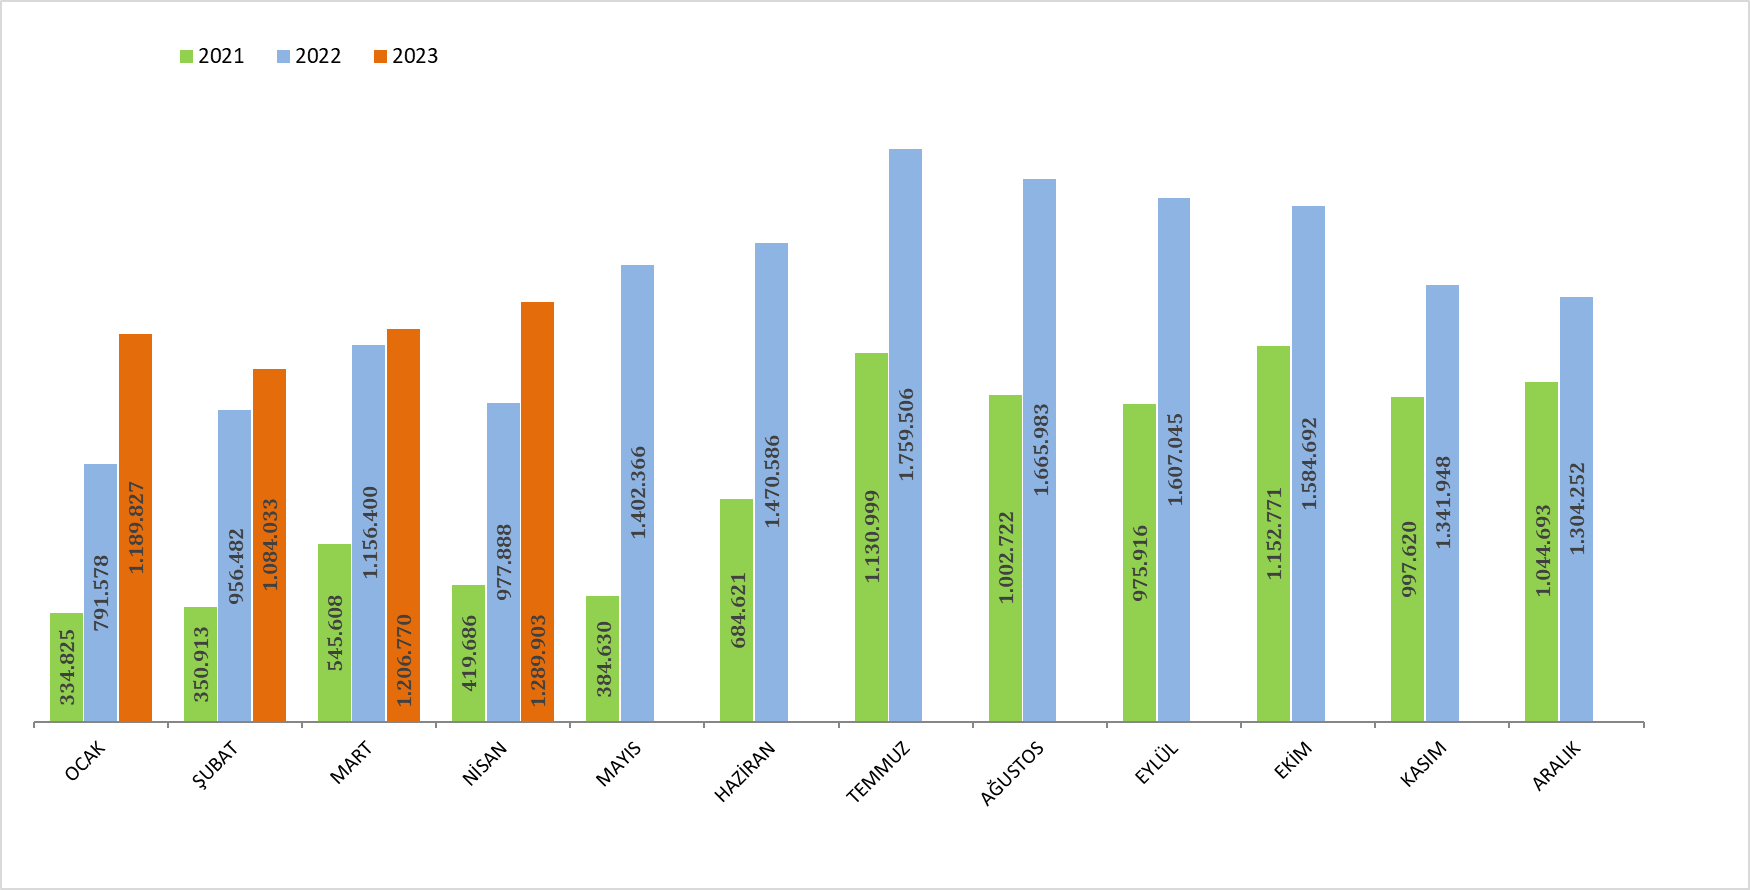 2021 2022 2023
334.825 791.578 1.189.827
350.913 956.482 1.084.033
545.608 1.156.400 1.206.770
419.686 977.888 1.289.903
384.630 1.402.366
684.621 1.470.586
1.130.999 1.759.506
1.002.722 1.665.983
975.916 1.607.045
1.152.771 1.584.692
997.620 1.341.948
1.044.693 1.304.252
OCAK ŞUBAT MART NİSAN MAYIS HAZİRAN TEMMUZ AĞUSTOS EYLÜL EKİM KASIM ARALIK